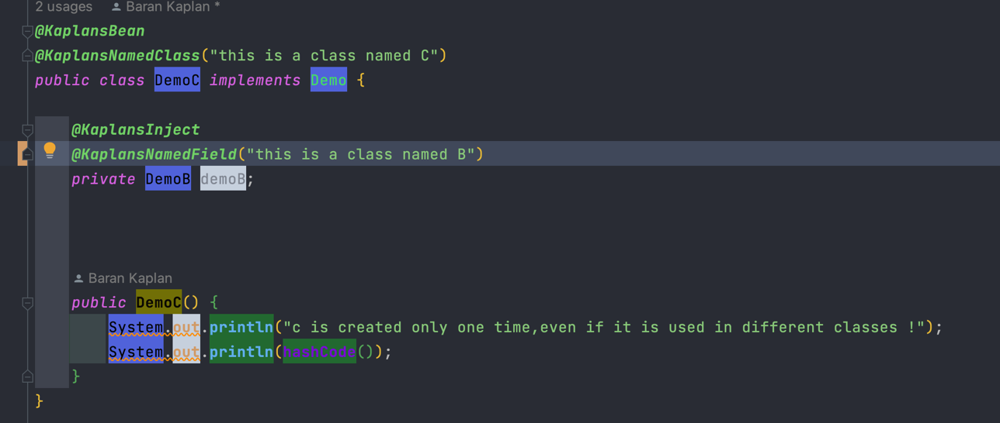 2 usages Baran Kaplan *
@KaplansBean
@KaplansNamedClass("this is a class named C")
public class DemoC implements Demo {
@KaplansInject
@KaplansNamedField("this is a class named B")
private DemoB demoB;
Baran Kaplan
public DemoC() {
System.out.println("c is created only one time,even if it is used in different classes !");
System.out.println(hashCode());
}
}